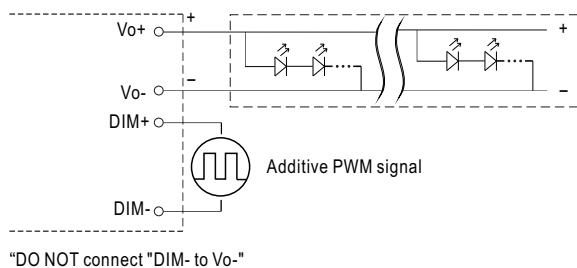 Vo+
+
+
Vo-
−
−
DIM+
Additive PWM signal
DIM-
“DO NOT connect "DIM- to Vo-"